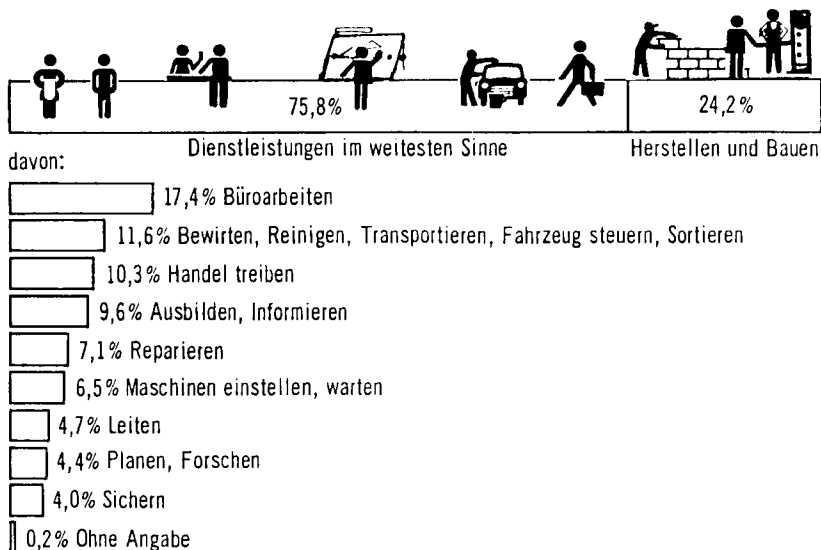 75,8%
24,2%
Dienstleistungen im weitesten Sinne
Herstellen und Bauen
davon:
17,4% Büroarbeiten
11,6% Bewirten, Reinigen, Transportieren, Fahrzeug steuern, Sortieren
10,3% Handel treiben
9,6% Ausbilden, Informieren
7,1% Reparieren
6,5% Maschinen einstellen, warten
4,7% Leiten
4,4% Planen, Forschen
4,0% Sichern
0,2% Ohne Angabe